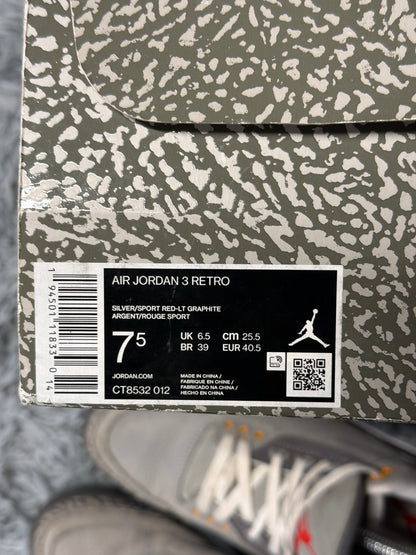 AIR JORDAN 3 RETRO
SILVER/SPORT RED-LT GRAPHITE
ARGENT/ROUGE SPORT
7 5
UK 6.5 cm 25.5
BR 39 EUR 40.5
JORDAN.COM
CT8532 012
MADE IN CHINA /
FABRIQUÉ EN CHINE /
FABRICADO NA CHINA /
HECHO EN CHINA
1 94501 11833 0 14